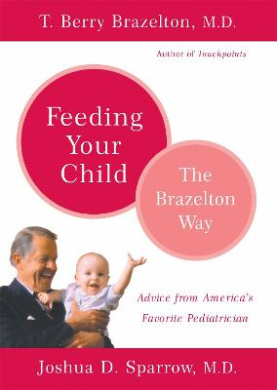 T. Berry Brazelton, M.D.
Author of Touchpoints
Feeding
Your
Child
The
Brazelton
Way
Advice from America's
Favorite Pediatrician
Joshua D. Sparrow, M.D.